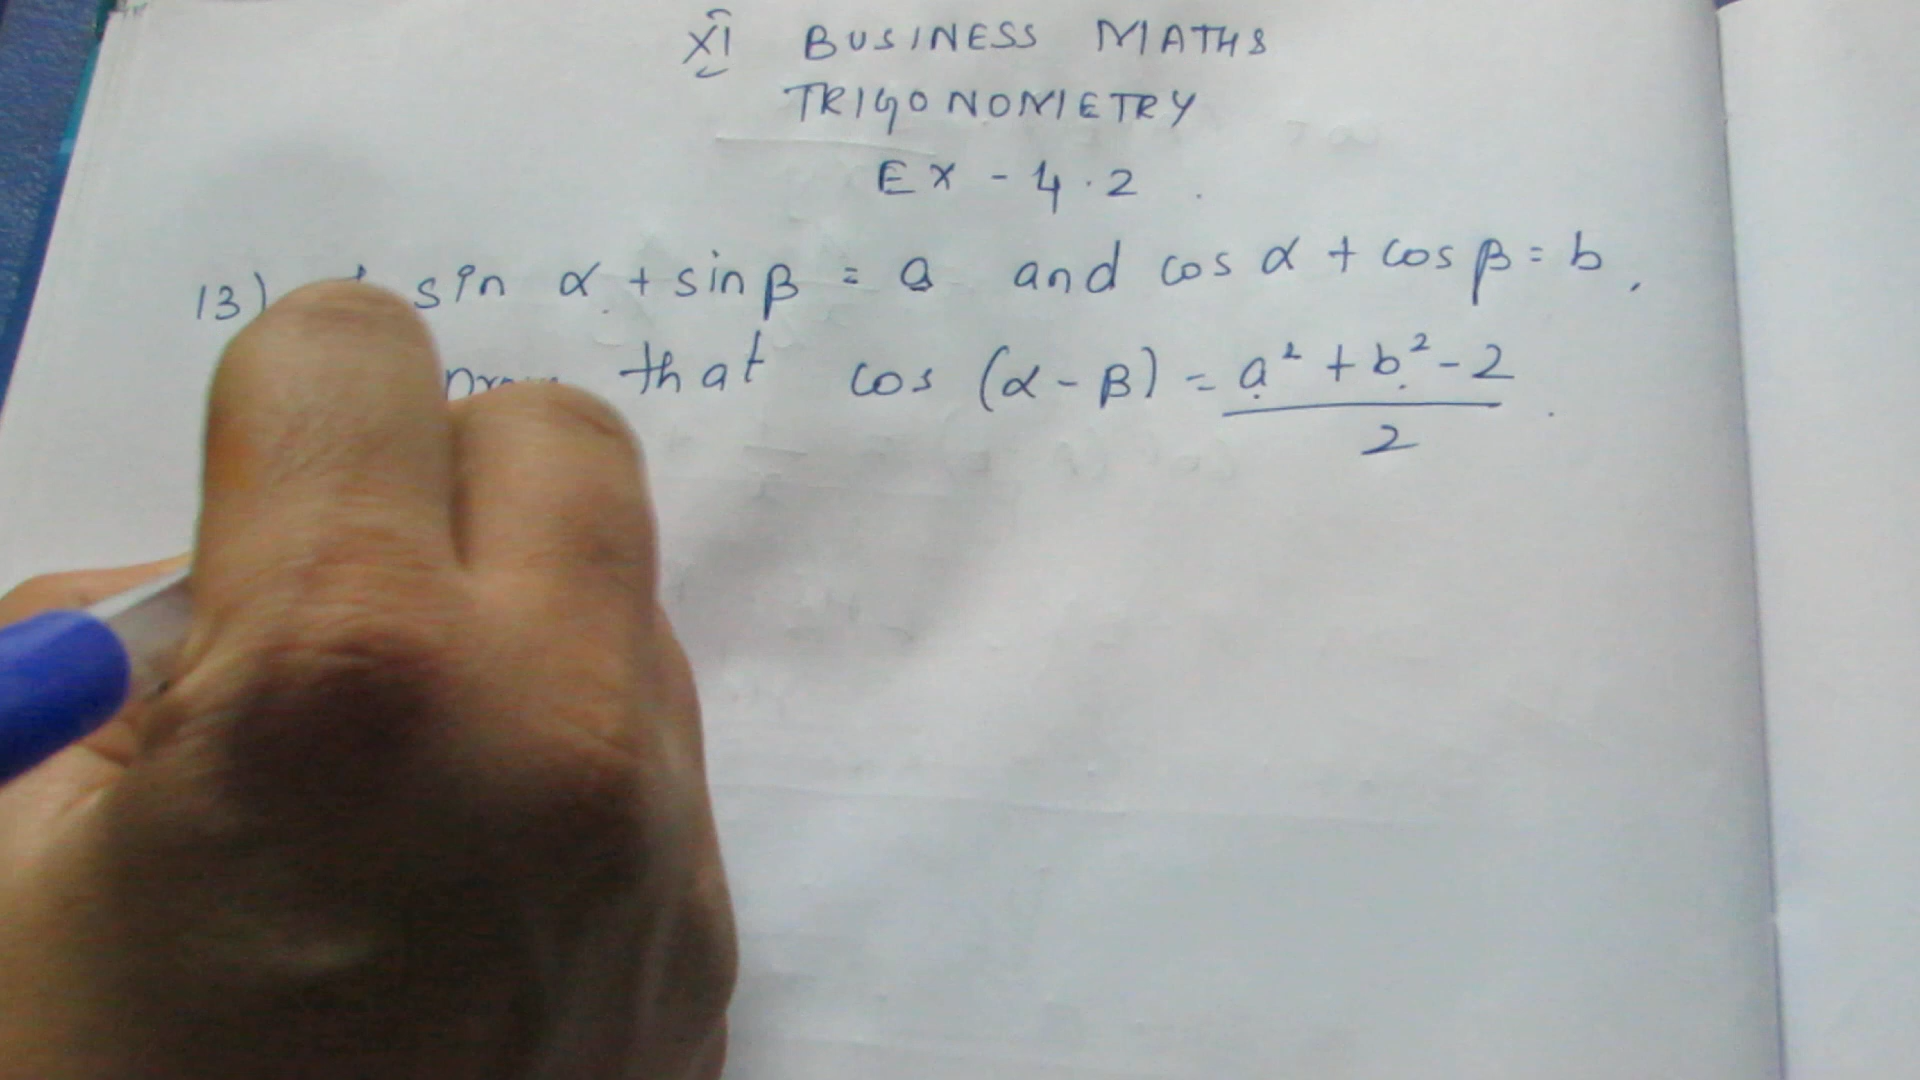 XI BUSINESS MATHS
TRIGONOMETRY
Ex - 4.2
13) sin α + sin β = a and cos α + cos β = b,
that cos (α - β) = a² + b² - 2
2